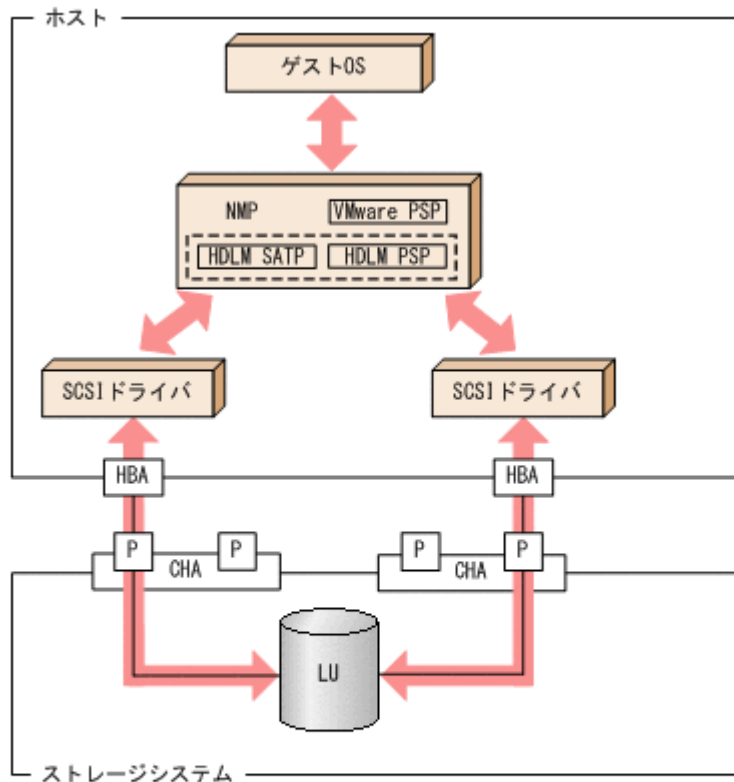 ホスト
ゲストOS
NMP
VMware PSP
HDLM SATP
HDLM PSP
SCSIドライバ
SCSIドライバ
HBA
HBA
P
P
P
P
CHA
CHA
LU
ストレージシステム